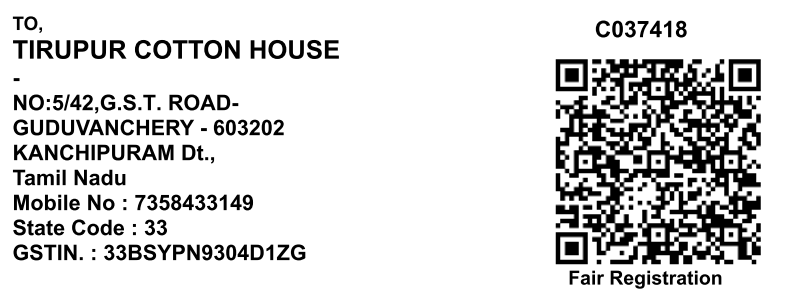 TO,
TIRUPUR COTTON HOUSE
-
NO:5/42,G.S.T. ROAD-
GUDUVANCHERY - 603202
KANCHIPURAM Dt.,
Tamil Nadu
Mobile No : 7358433149
State Code : 33
GSTIN. : 33BSYPN9304D1ZG
C037418
Fair Registration